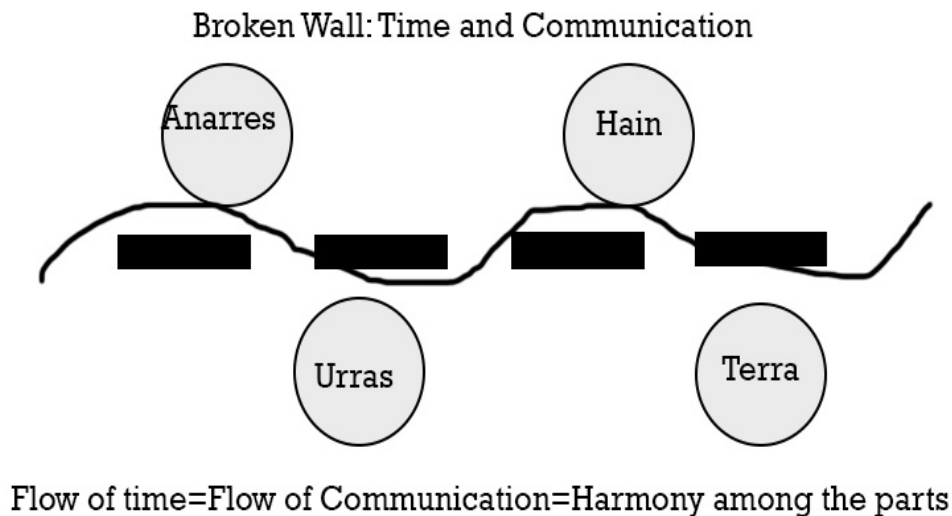 Broken Wall: Time and Communication
Anarres
Hain
Urras
Terra
Flow of time=Flow of Communication=Harmony among the parts